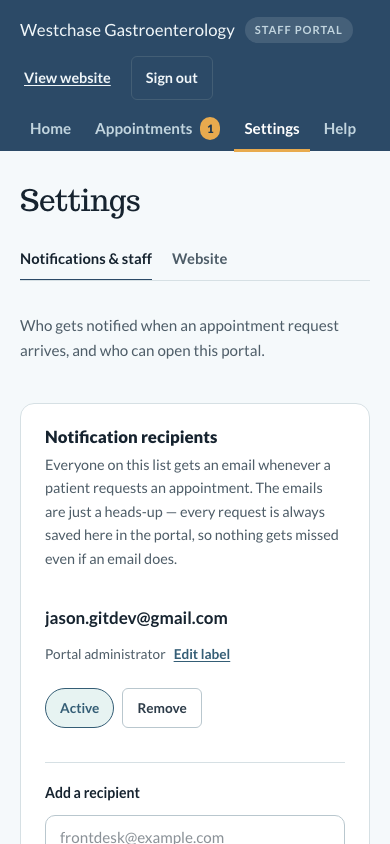 Westchase Gastroenterology STAFF PORTAL
View website Sign out
Home Appointments 1 Settings Help
Settings
Notifications & staff Website
Who gets notified when an appointment request
arrives, and who can open this portal.
Notification recipients
Everyone on this list gets an email whenever a
patient requests an appointment. The emails
are just a heads-up — every request is always
saved here in the portal, so nothing gets missed
even if an email does.
jason.gitdev@gmail.com
Portal administrator Edit label
Active Remove
Add a recipient
frontdesk@example.com